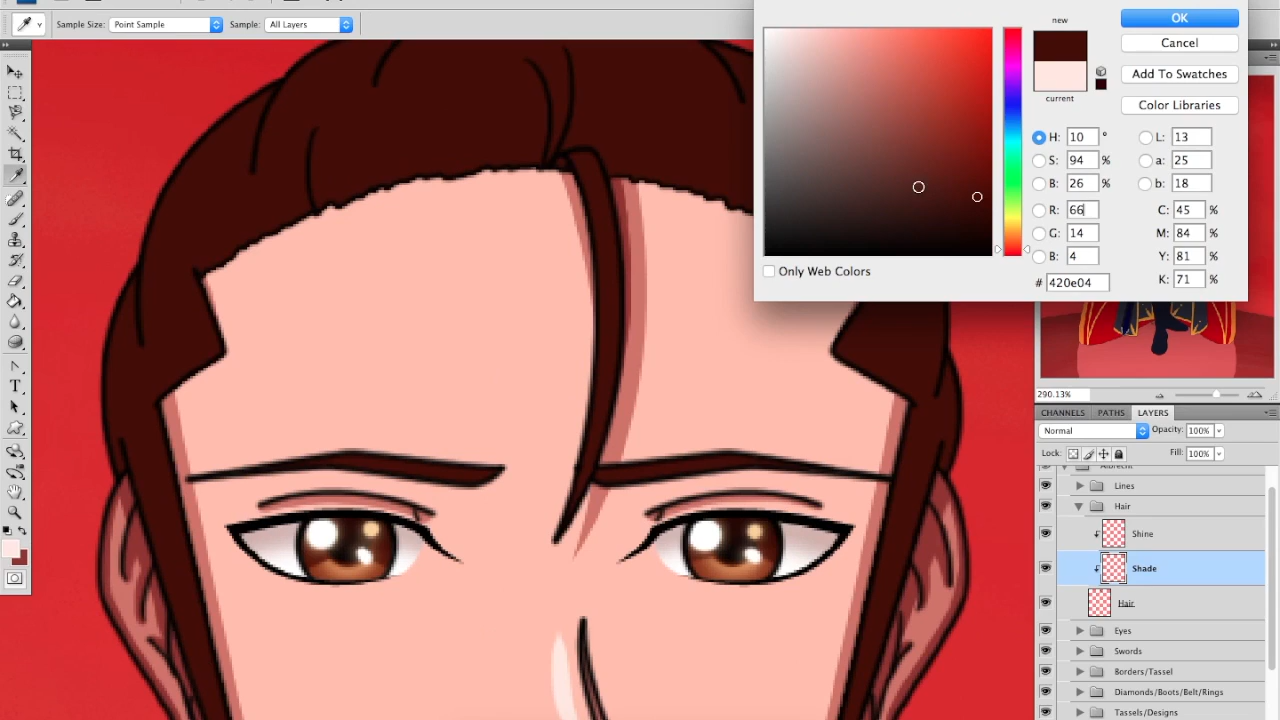 new
OK
Sample Size: Point Sample Sample: All Layers
Cancel
Add To Swatches
current
Color Libraries
H: 10 ° L: 13
S: 94 % a: 25
B: 26 % b: 18
R: 66 C: 45 %
G: 14 M: 84 %
B: 4 Y: 81 %
Only Web Colors
# 420e04 K: 71 %
290.13%
CHANNELS PATHS LAYERS
Normal Opacity: 100%
Lock: Fill: 100%
Albrecht
Lines
Hair
Shine
Shade
Hair
Eyes
Swords
Borders/Tassel
Diamonds/Boots/Belt/Rings
Tassels/Designs